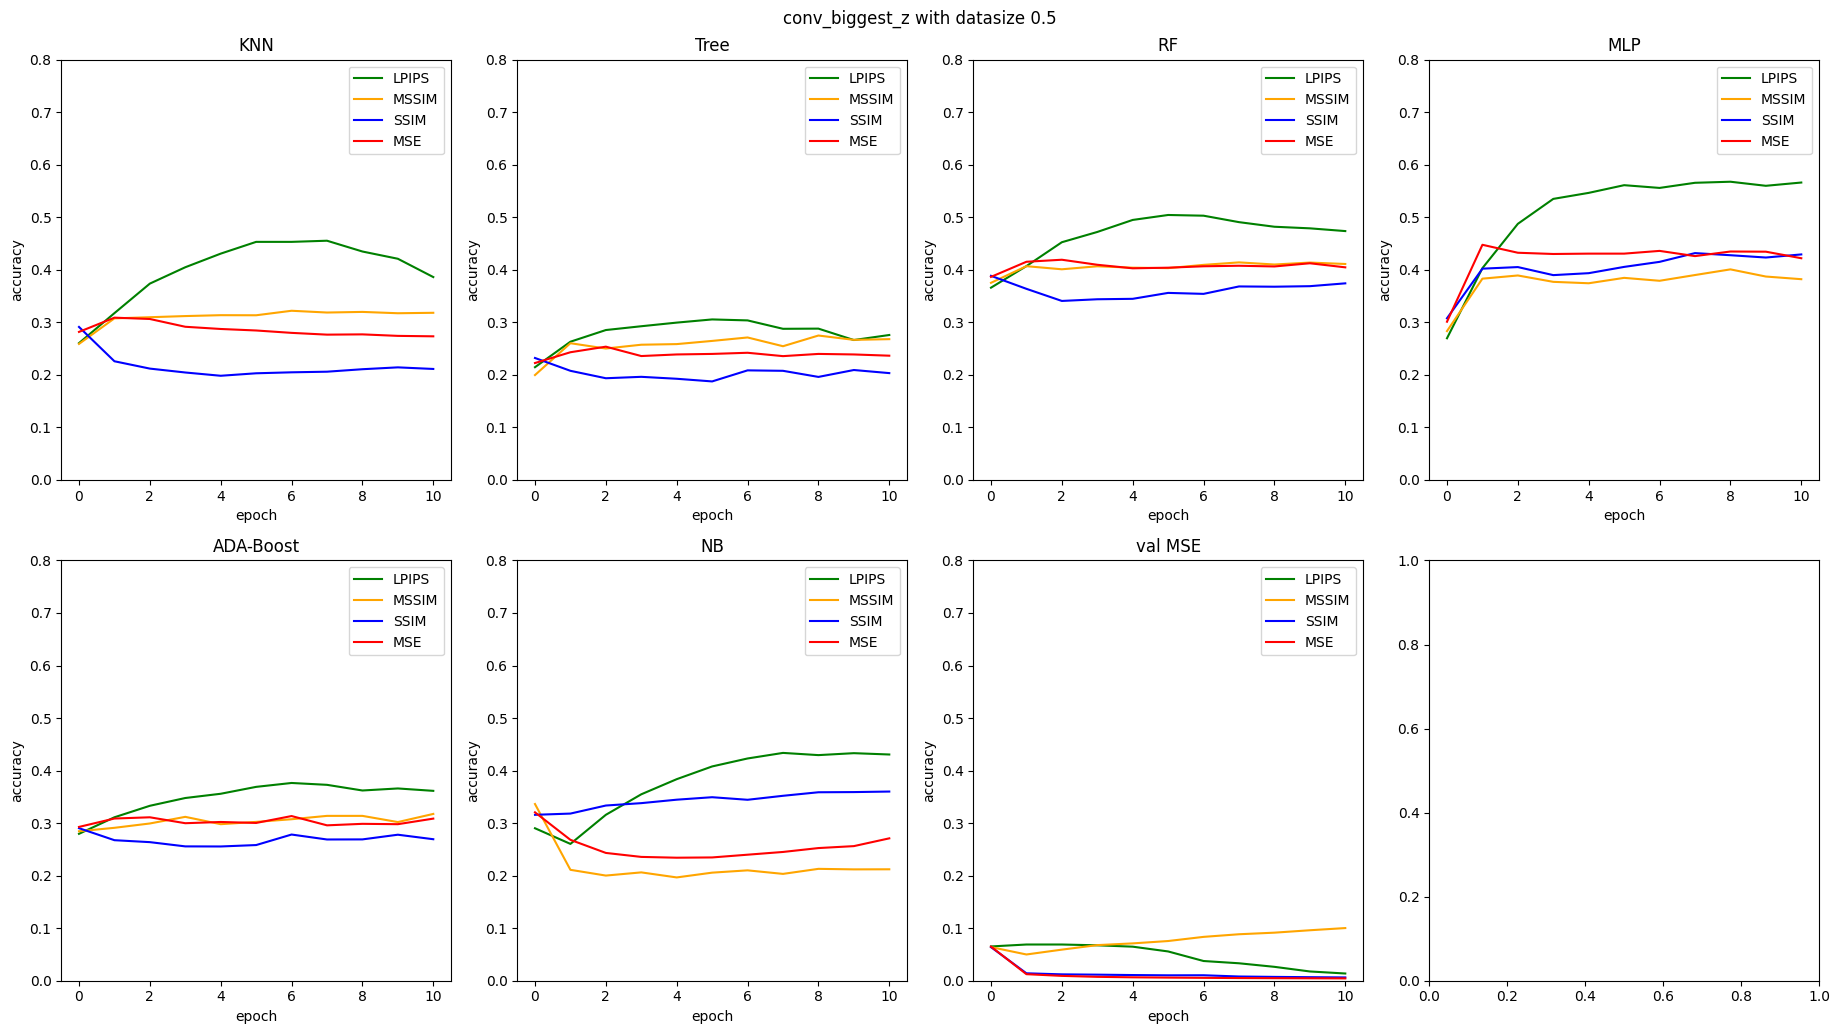 conv_biggest_z with datasize 0.5
KNN
Tree
RF
MLP
0.8
0.7
0.6
0.5
0.4
0.3
0.2
0.1
0.0
accuracy
0 2 4 6 8 10
epoch
LPIPS
MSSIM
SSIM
MSE
0.8
0.7
0.6
0.5
0.4
0.3
0.2
0.1
0.0
accuracy
0 2 4 6 8 10
epoch
LPIPS
MSSIM
SSIM
MSE
0.8
0.7
0.6
0.5
0.4
0.3
0.2
0.1
0.0
accuracy
0 2 4 6 8 10
epoch
LPIPS
MSSIM
SSIM
MSE
0.8
0.7
0.6
0.5
0.4
0.3
0.2
0.1
0.0
accuracy
0 2 4 6 8 10
epoch
LPIPS
MSSIM
SSIM
MSE
ADA-Boost
NB
val MSE
0.8
0.7
0.6
0.5
0.4
0.3
0.2
0.1
0.0
accuracy
0 2 4 6 8 10
epoch
LPIPS
MSSIM
SSIM
MSE
0.8
0.7
0.6
0.5
0.4
0.3
0.2
0.1
0.0
accuracy
0 2 4 6 8 10
epoch
LPIPS
MSSIM
SSIM
MSE
0.8
0.7
0.6
0.5
0.4
0.3
0.2
0.1
0.0
accuracy
0 2 4 6 8 10
epoch
LPIPS
MSSIM
SSIM
MSE
1.0
0.8
0.6
0.4
0.2
0.0
0.0 0.2 0.4 0.6 0.8 1.0